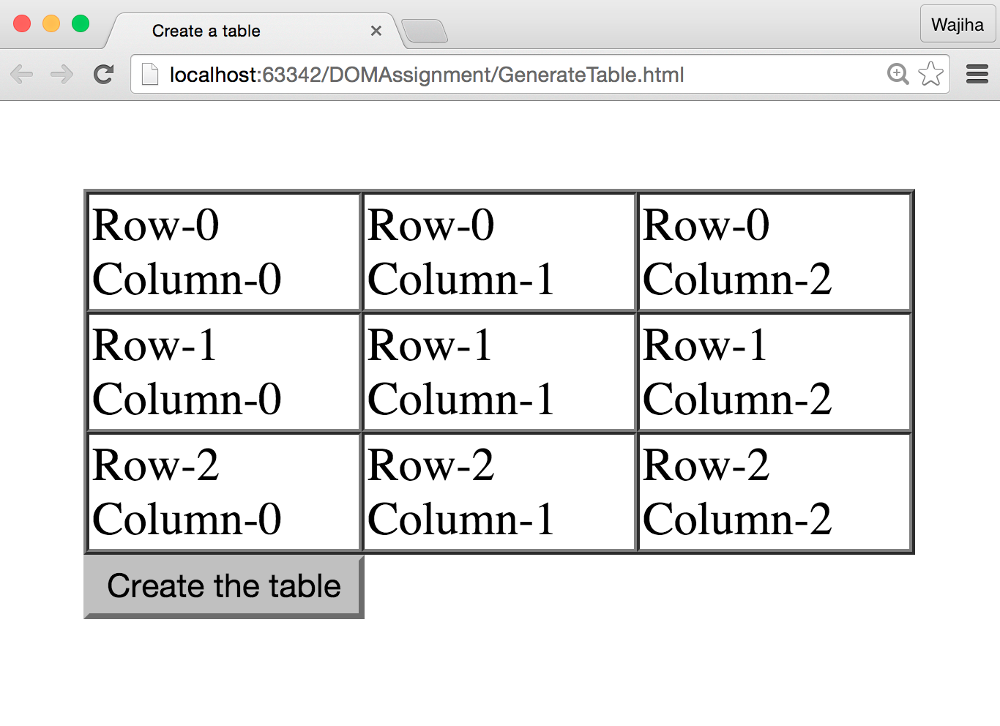 Create a table
Wajiha
localhost:63342/DOMAssignment/GenerateTable.html
Row-0 Row-0 Row-0
Column-0 Column-1 Column-2
Row-1 Row-1 Row-1
Column-0 Column-1 Column-2
Row-2 Row-2 Row-2
Column-0 Column-1 Column-2
Create the table